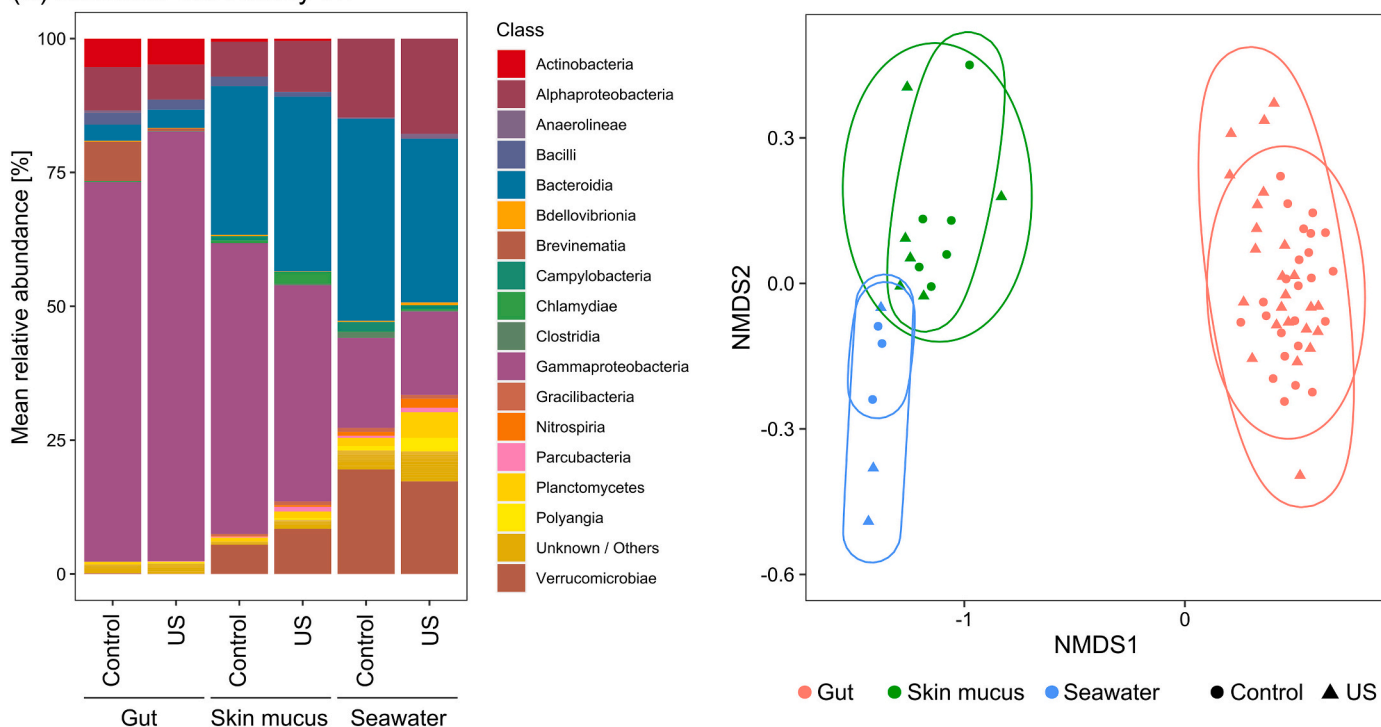 Class
100
75
50
25
0
Mean relative abundance [%]
Actinobacteria
Alphaproteobacteria
Anaerolineae
Bacilli
Bacteroidia
Bdellovibrionia
Brevinematia
Campylobacteria
Chlamydiae
Clostridia
Gammaproteobacteria
Gracilibacteria
Nitrospiria
Parcubacteria
Planctomycetes
Polyangia
Unknown / Others
Verrucomicrobiae
Control
US
Control
US
Control
US
Gut
Skin mucus
Seawater
0.3
0.0
-0.3
-0.6
NMDS2
-1
0
NMDS1
Gut
Skin mucus
Seawater
Control
US